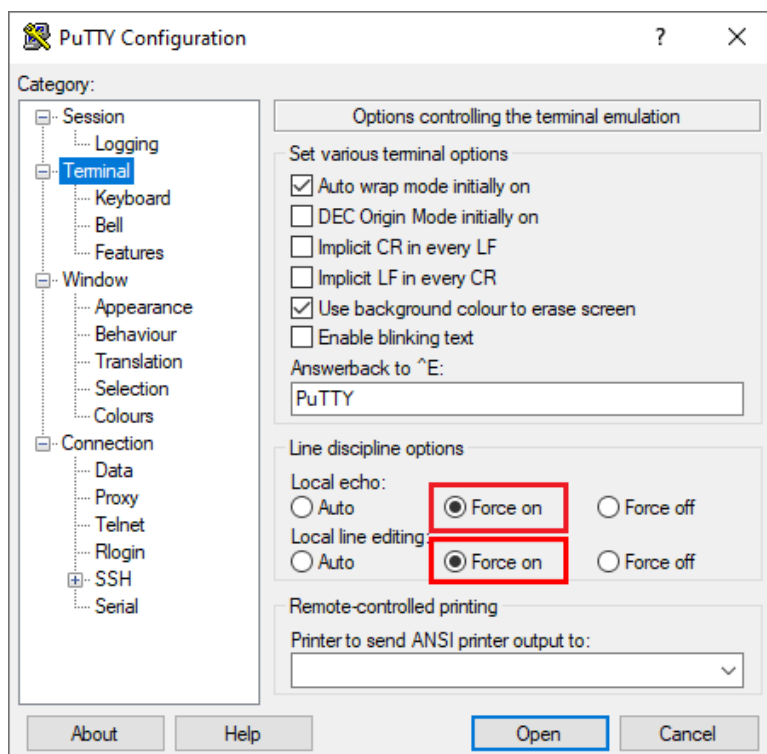 PuTTY Configuration
?
Category:
Session
Logging
Terminal
Keyboard
Bell
Features
Window
Appearance
Behaviour
Translation
Selection
Colours
Connection
Data
Proxy
Telnet
Rlogin
SSH
Serial
Options controlling the terminal emulation
Set various terminal options
Auto wrap mode initially on
DEC Origin Mode initially on
Implicit CR in every LF
Implicit LF in every CR
Use background colour to erase screen
Enable blinking text
Answerback to ^E:
PuTTY
Line discipline options
Local echo:
Auto Force on Force off
Local line editing:
Auto Force on Force off
Remote-controlled printing
Printer to send ANSI printer output to:
About Help Open Cancel